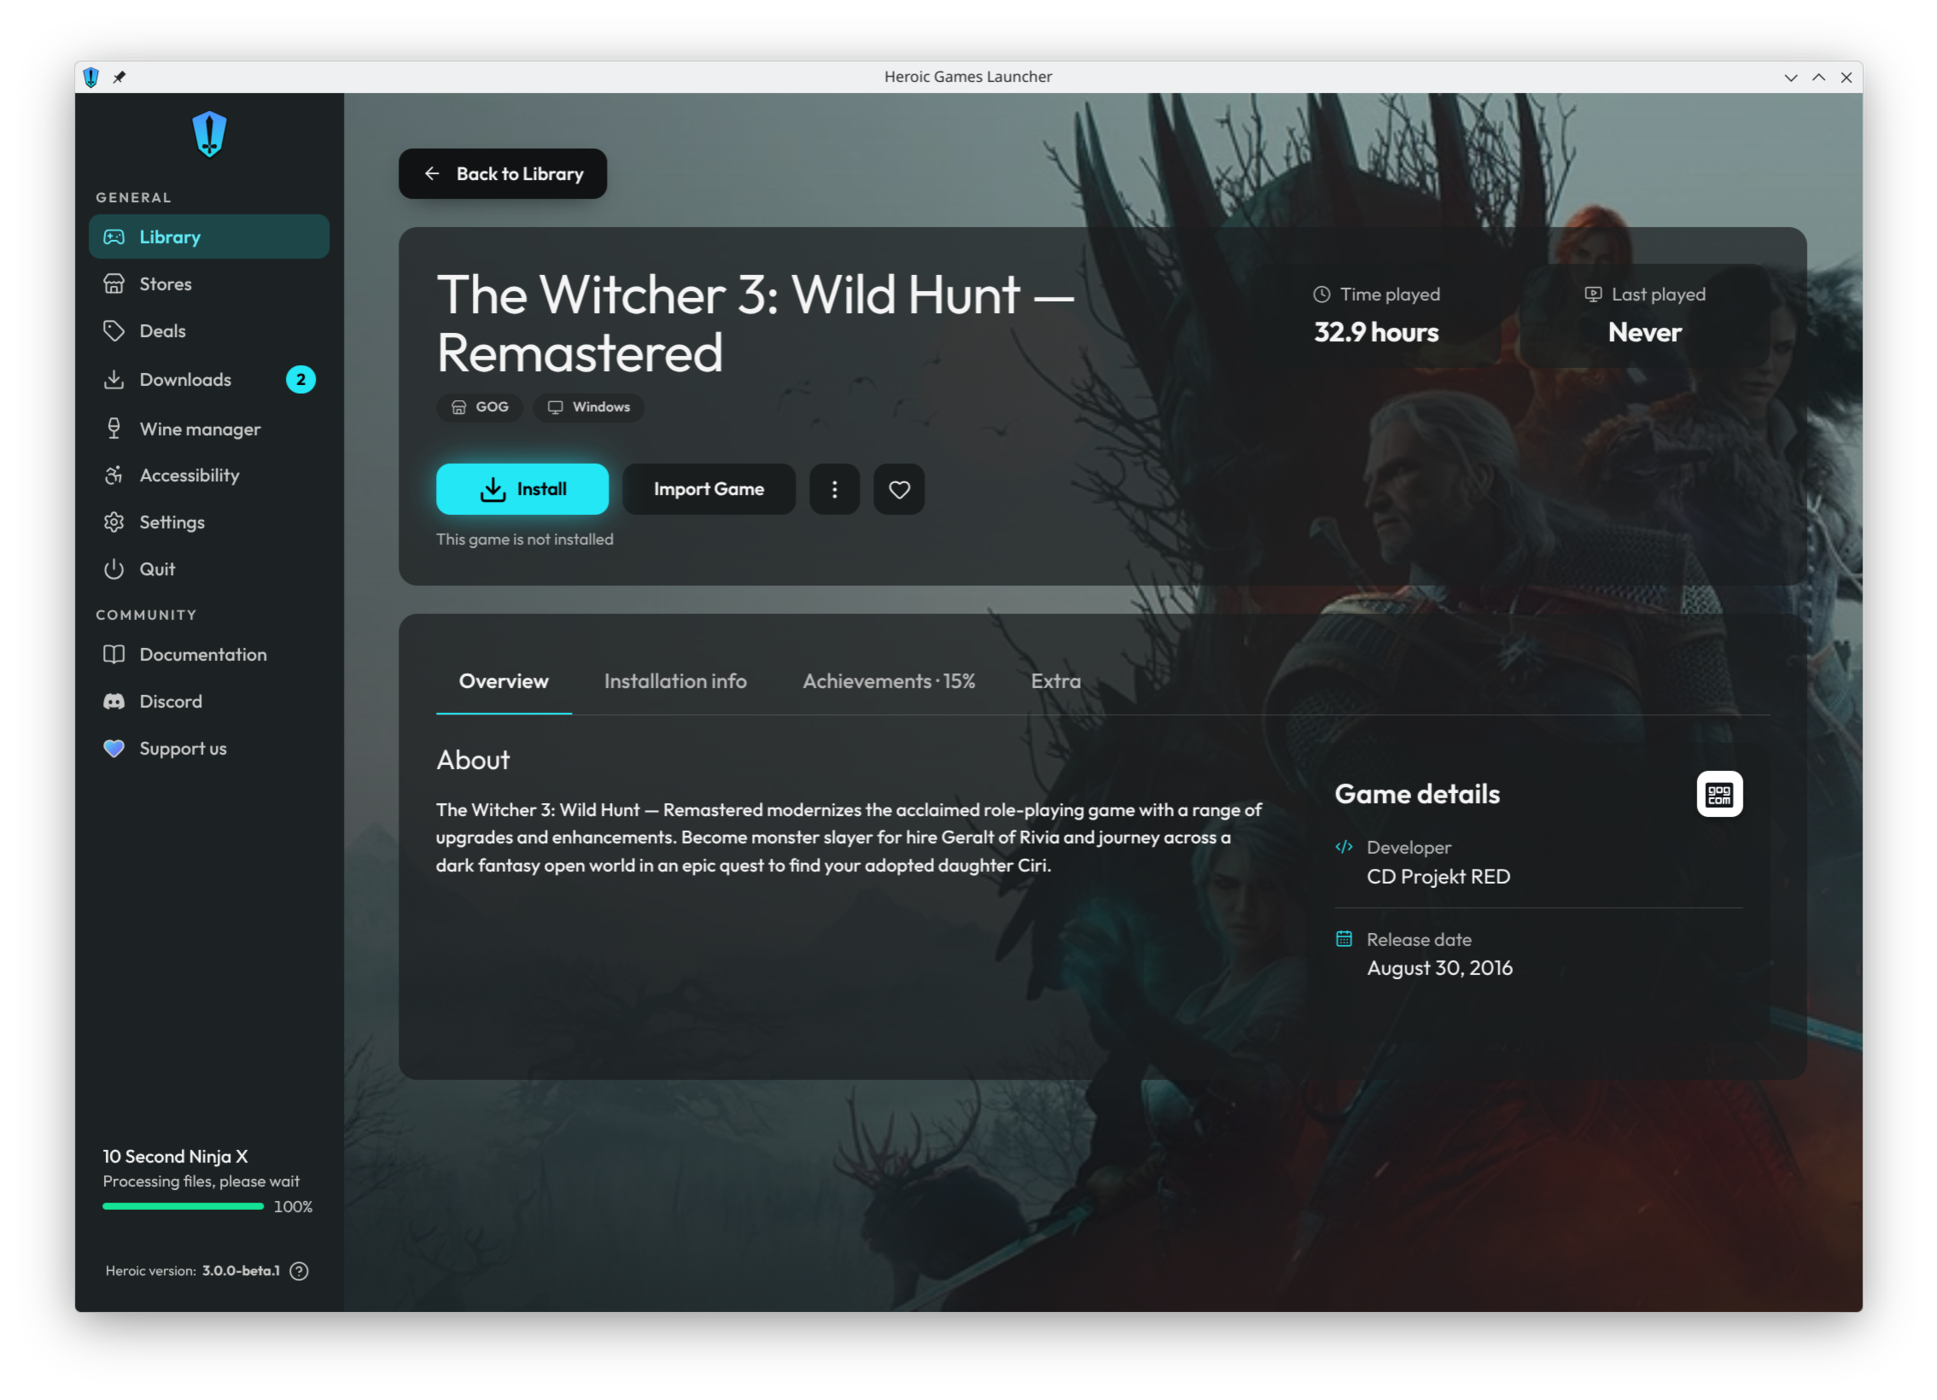 Heroic Games Launcher
GENERAL
Library
Stores
Deals
Downloads 2
Wine manager
Accessibility
Settings
Quit
COMMUNITY
Documentation
Discord
Support us
10 Second Ninja X
Processing files, please wait
100%
Heroic version: 3.0.0-beta.1
Back to Library
The Witcher 3: Wild Hunt —
Remastered
GOG Windows
Time played
32.9 hours
Last played
Never
Install Import Game
This game is not installed
Overview Installation info Achievements · 15% Extra
About
The Witcher 3: Wild Hunt — Remastered modernizes the acclaimed role-playing game with a range of
upgrades and enhancements. Become monster slayer for hire Geralt of Rivia and journey across a
dark fantasy open world in an epic quest to find your adopted daughter Ciri.
Game details
gog
com
Developer
CD Projekt RED
Release date
August 30, 2016